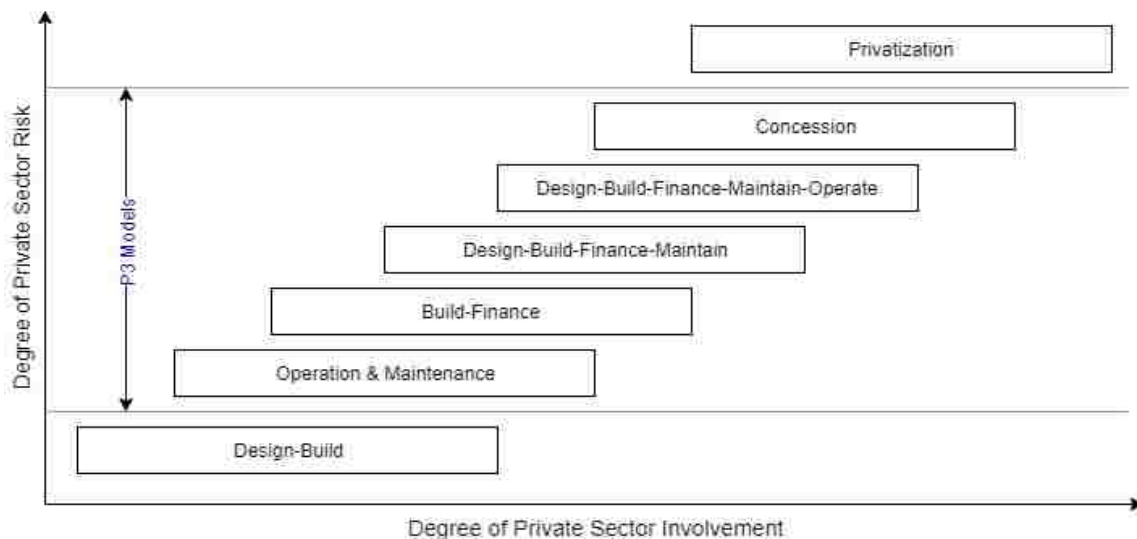 Privatization
Concession
Design-Build-Finance-Maintain-Operate
Design-Build-Finance-Maintain
Build-Finance
Operation & Maintenance
Design-Build
P3 Models
Degree of Private Sector Risk
Degree of Private Sector Involvement